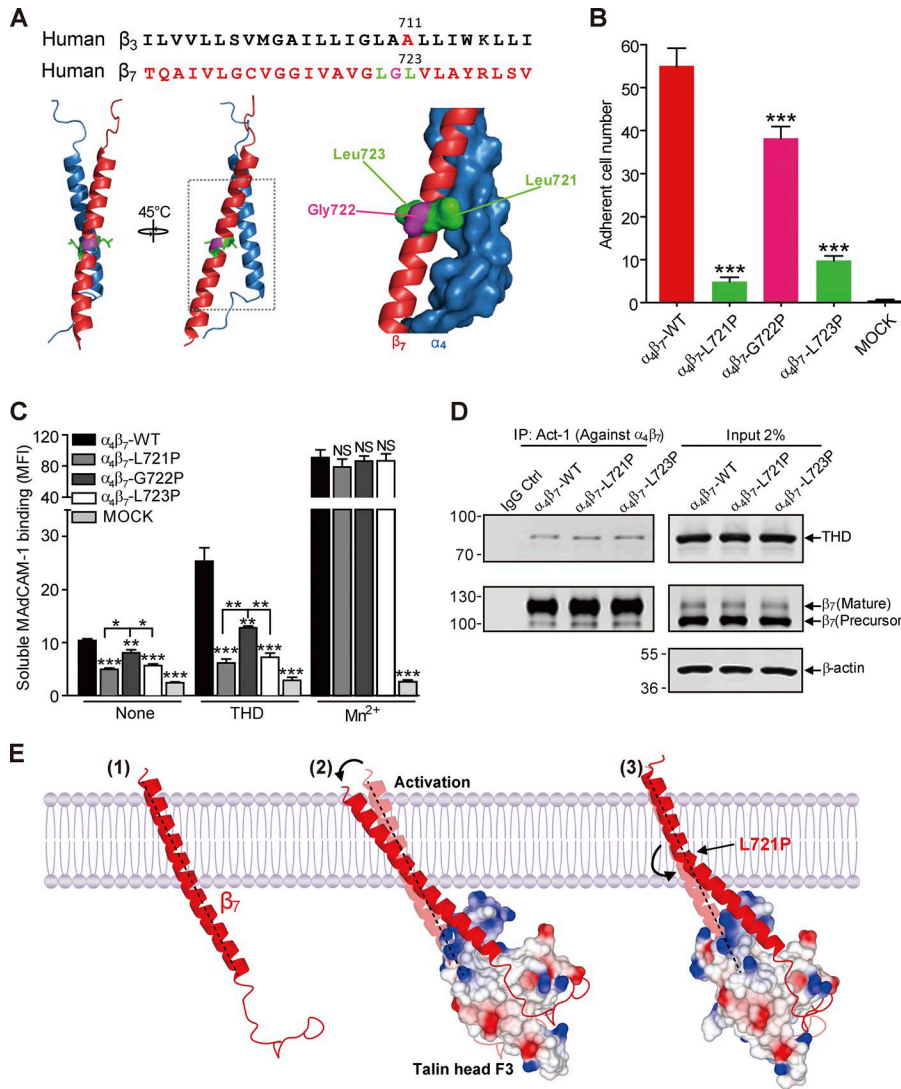 A
711
Human β3 ILVVLLSVMGAILLIGLAALLIWKLLI
723
Human β7 TQAIVLGCVGGIVAVGLGLVLAYRLSV
Leu723
Leu721
Gly722
45°C
β7 α4
B
Adherent cell number
60
50
40
30
20
10
0
***
***
***
α4β7-WT
α4β7-L721P
α4β7-G722P
α4β7-L723P
MOCK
C
α4β7-WT
α4β7-L721P
α4β7-G722P
α4β7-L723P
MOCK
Soluble MAdCAM-1 binding (MFI)
120
80
40
30
20
10
0
NS NS NS
* *
*** ** *** ***
** **
*** ** *** ***
***
None THD Mn2+
D
IP: Act-1 (Against α4β7) Input 2%
IgG Ctrl α4β7-WT α4β7-L721P α4β7-L723P α4β7-WT α4β7-L721P α4β7-L723P
100
70
THD
130
100
β7(Mature)
β7(Precursor
55
36
β-actin
E
(1) (2) (3)
Activation
L721P
β7
Talin head F3